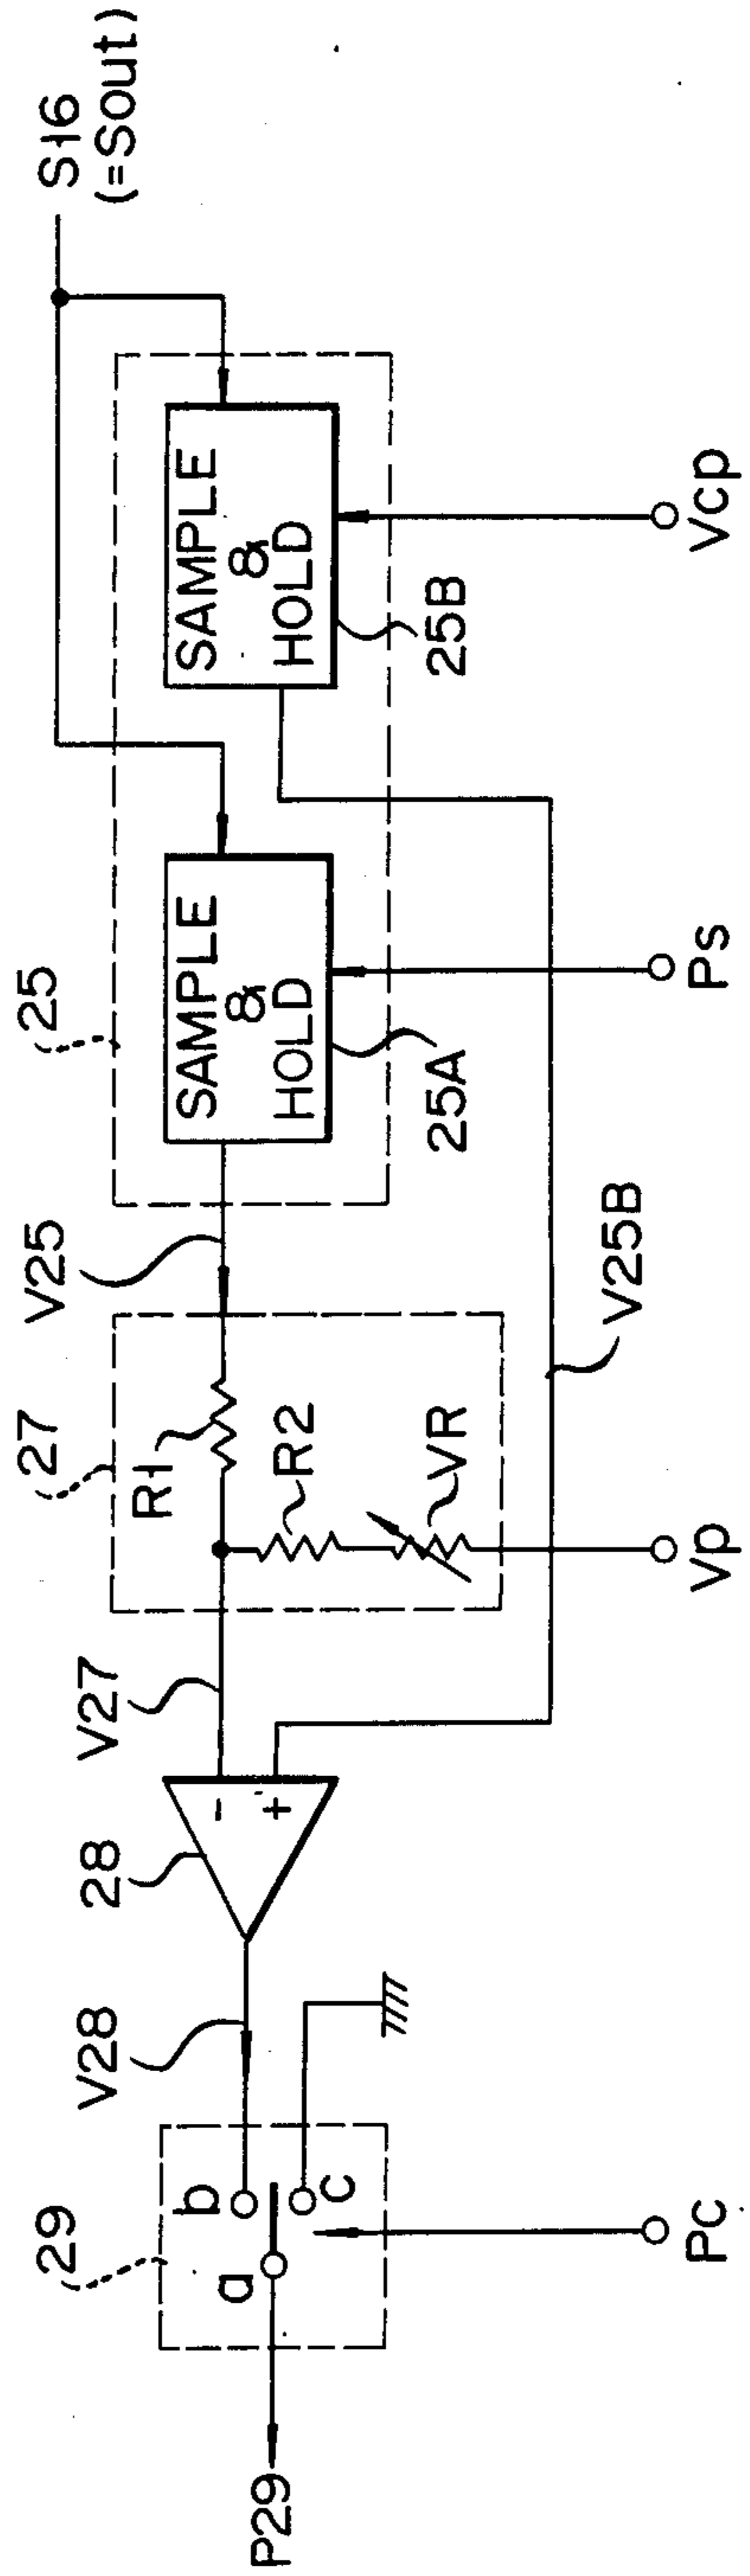 S16
(=Sout)
25
SAMPLE
&
HOLD
25B
Vcp
SAMPLE
&
HOLD
25A
Ps
V25
27
R1
R2
VR
Vp
V25B
V27
28
-
+
V28
29
b
a
c
Pc
P29